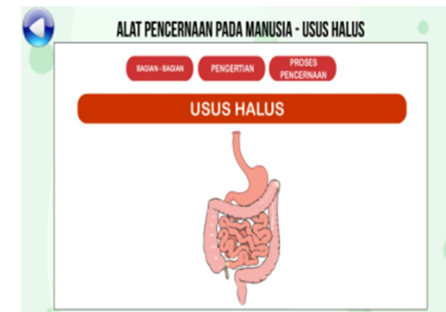 ALAT PENCERNAAN PADA MANUSIA - USUS HALUS
BAGIAN - BAGIAN
PENGERTIAN
PROSES
PENCERNAAN
USUS HALUS